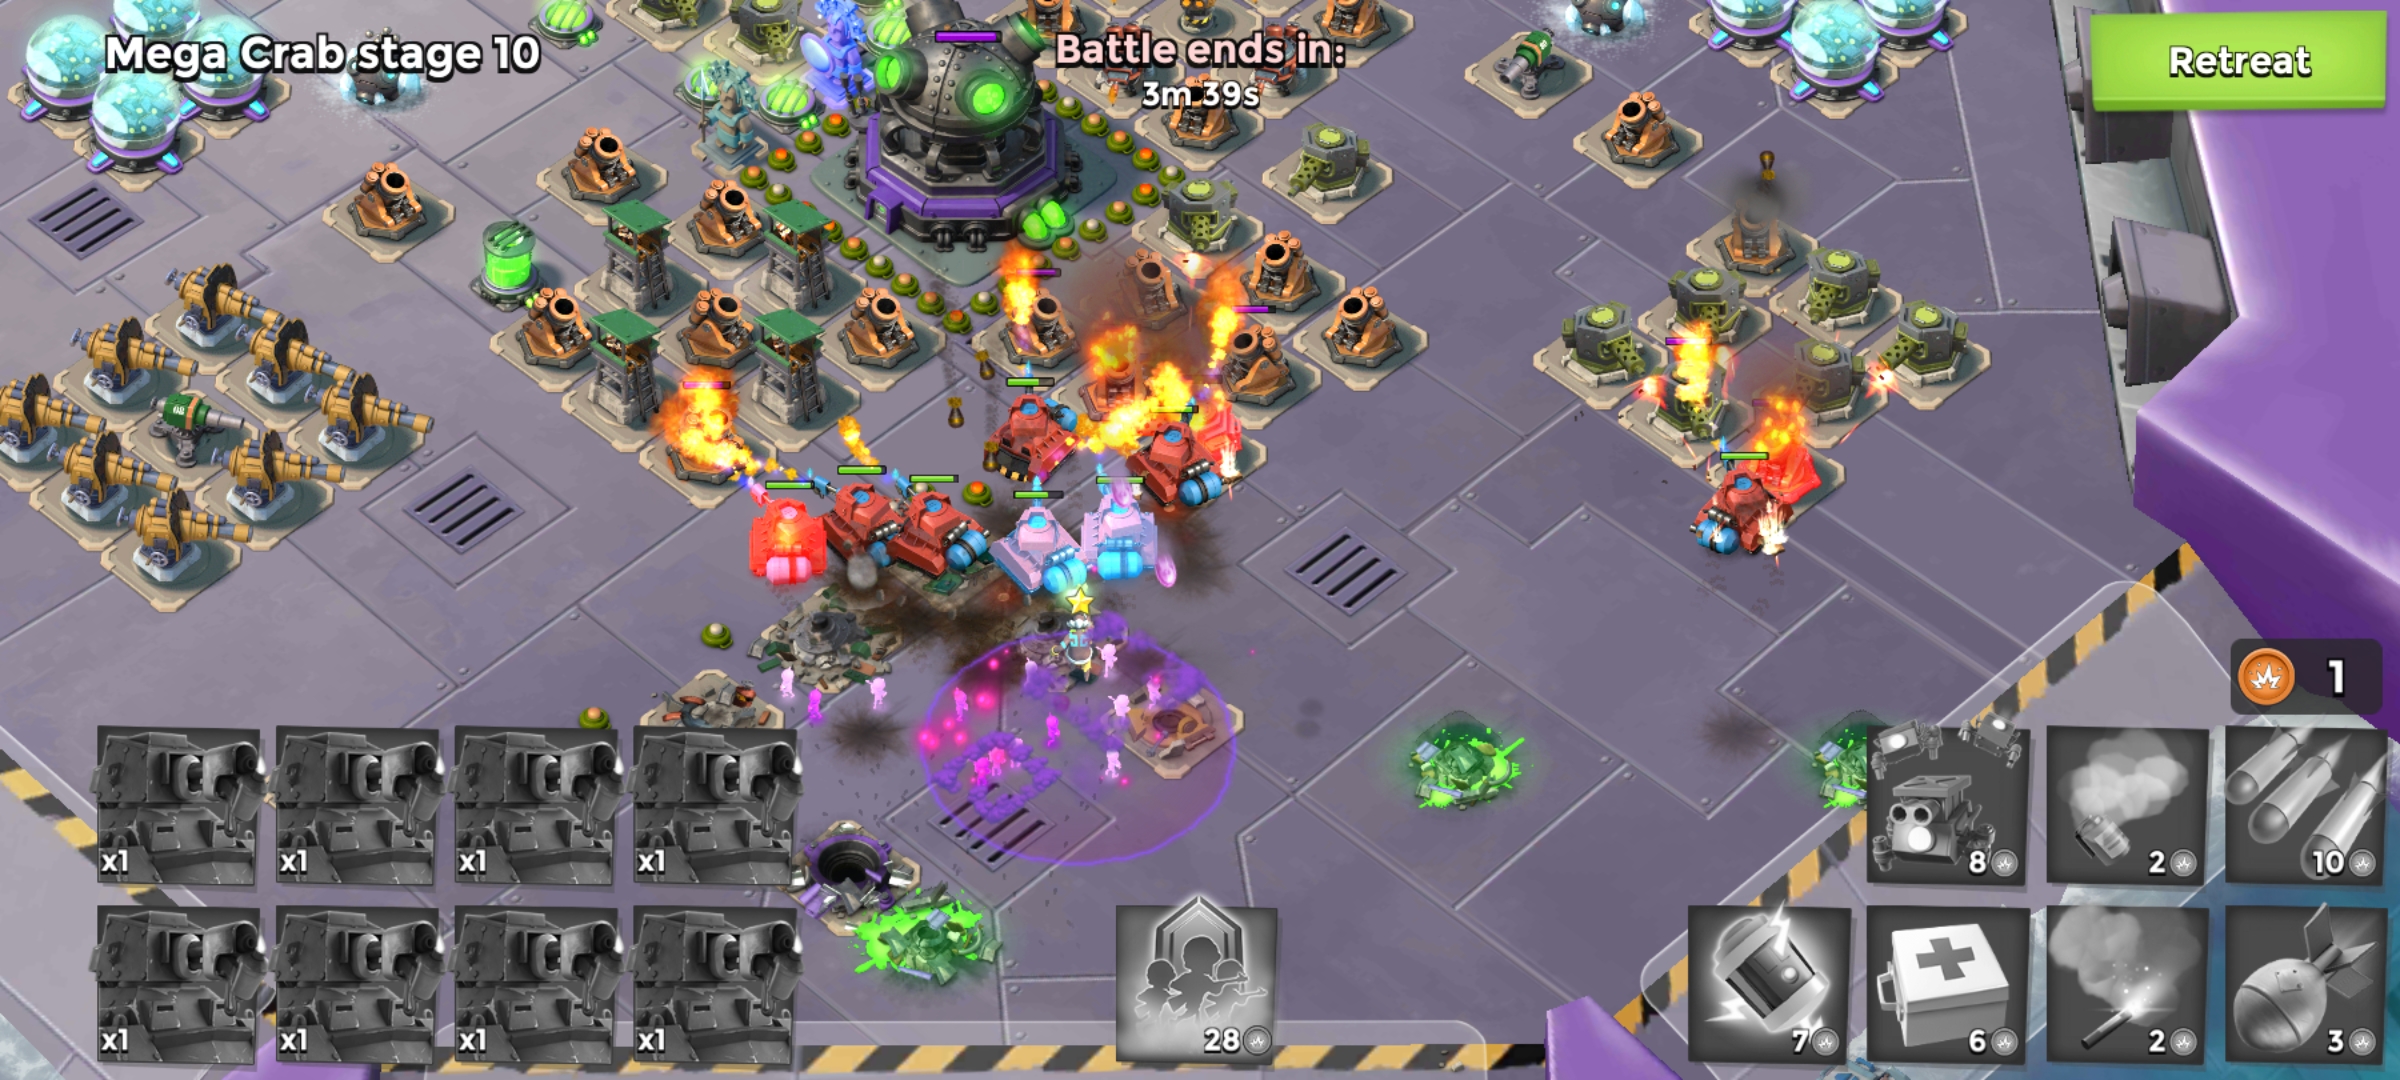 Mega Crab stage 10
Battle ends in:
3m 39s
Retreat
1
x1
x1
x1
x1
8
2
10
x1
x1
x1
x1
28
7
6
2
3